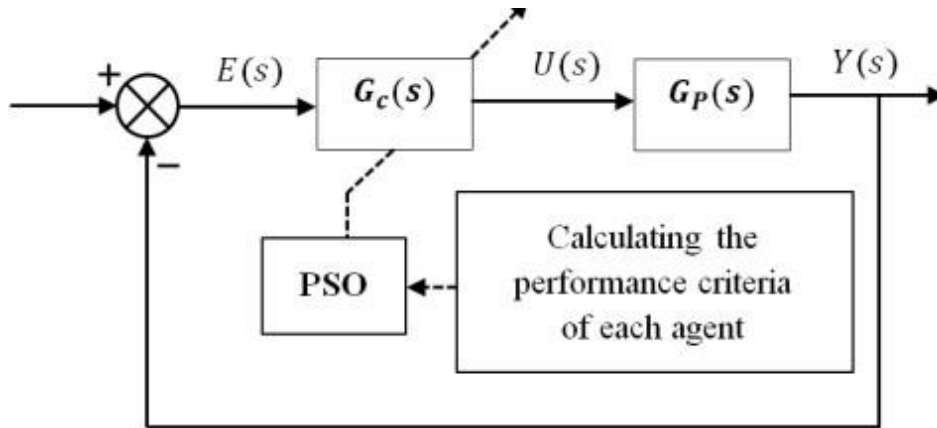 +
E(s)
G_c(s)
U(s)
G_P(s)
Y(s)
−
PSO
Calculating the
performance criteria
of each agent